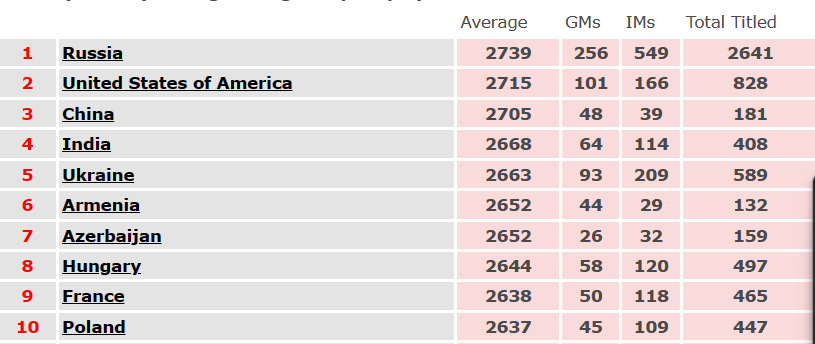 Average GMs IMs Total Titled
1 Russia 2739 256 549 2641
2 United States of America 2715 101 166 828
3 China 2705 48 39 181
4 India 2668 64 114 408
5 Ukraine 2663 93 209 589
6 Armenia 2652 44 29 132
7 Azerbaijan 2652 26 32 159
8 Hungary 2644 58 120 497
9 France 2638 50 118 465
10 Poland 2637 45 109 447